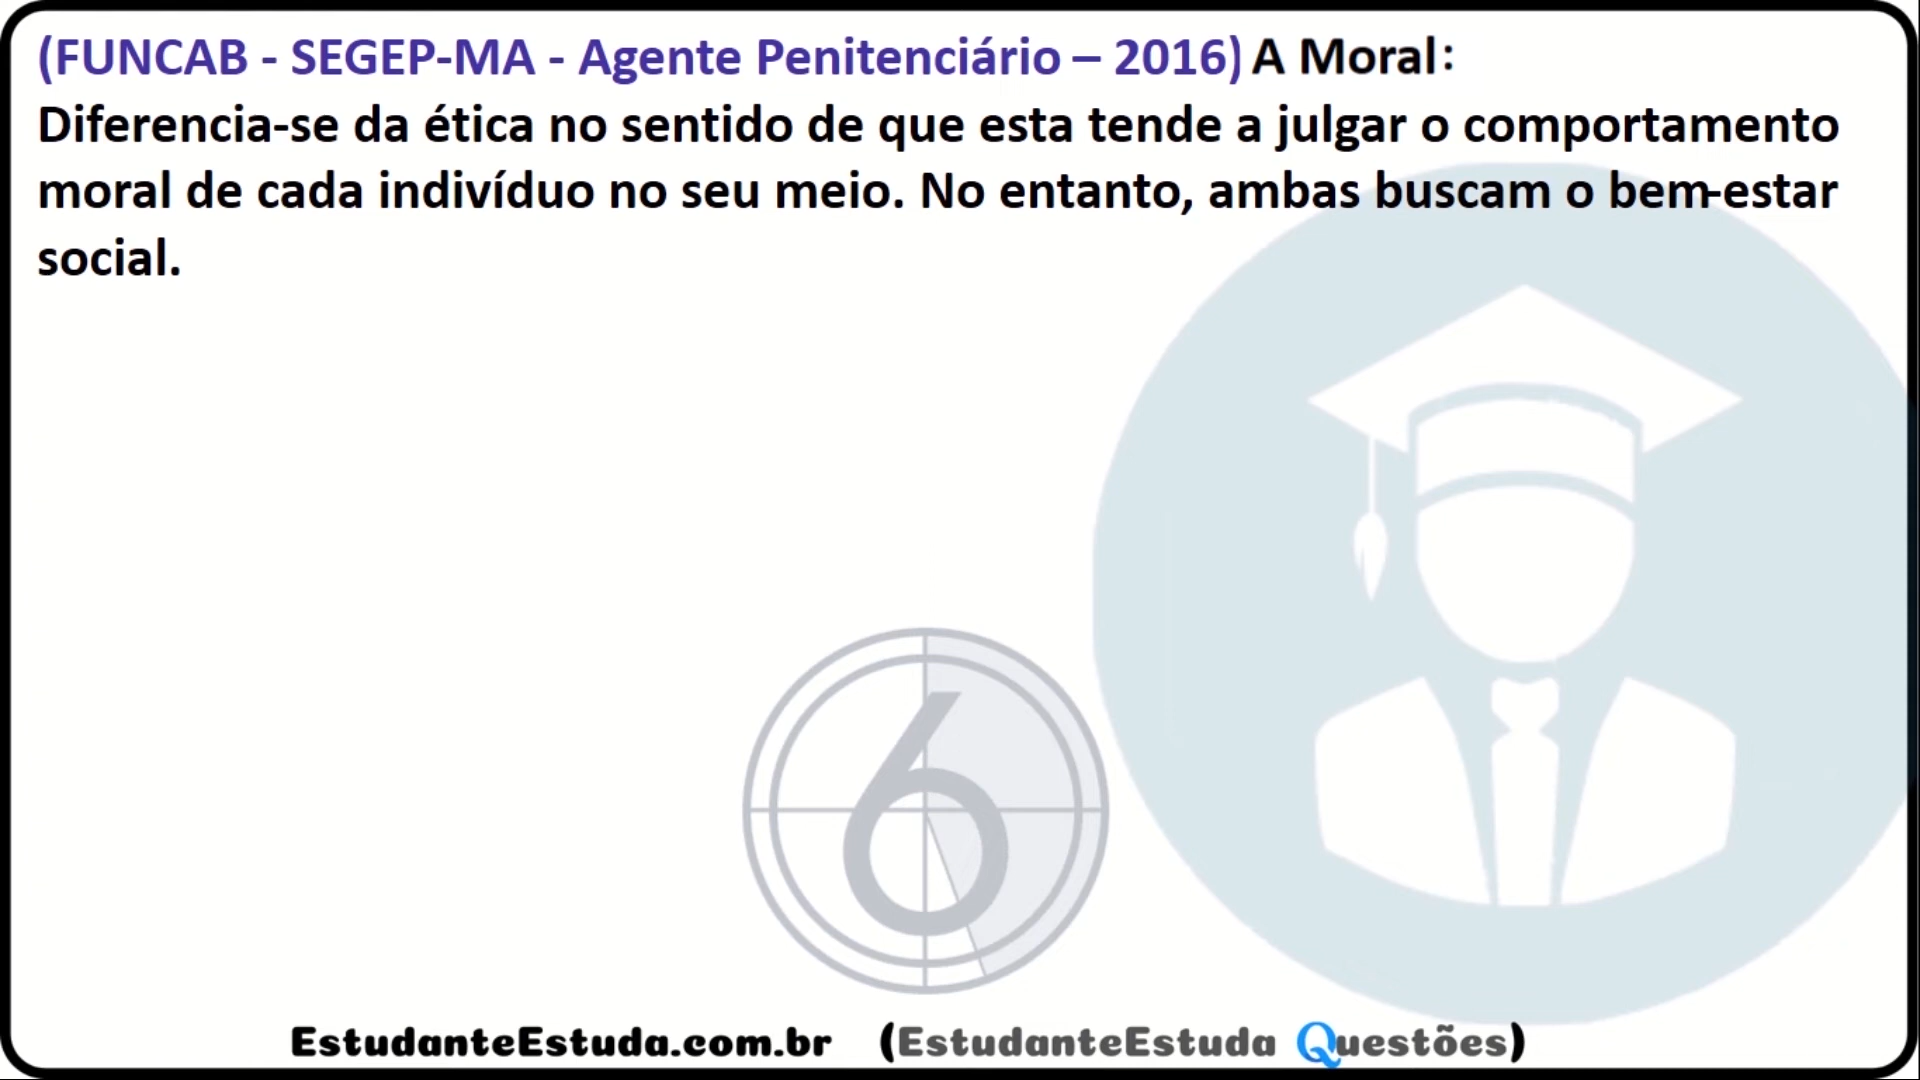 (FUNCAB - SEGEP-MA - Agente Penitenciário – 2016) A Moral:
Diferencia-se da ética no sentido de que esta tende a julgar o comportamento
moral de cada indivíduo no seu meio. No entanto, ambas buscam o bem-estar
social.
6
EstudanteEstuda.com.br (EstudanteEstuda Questões)